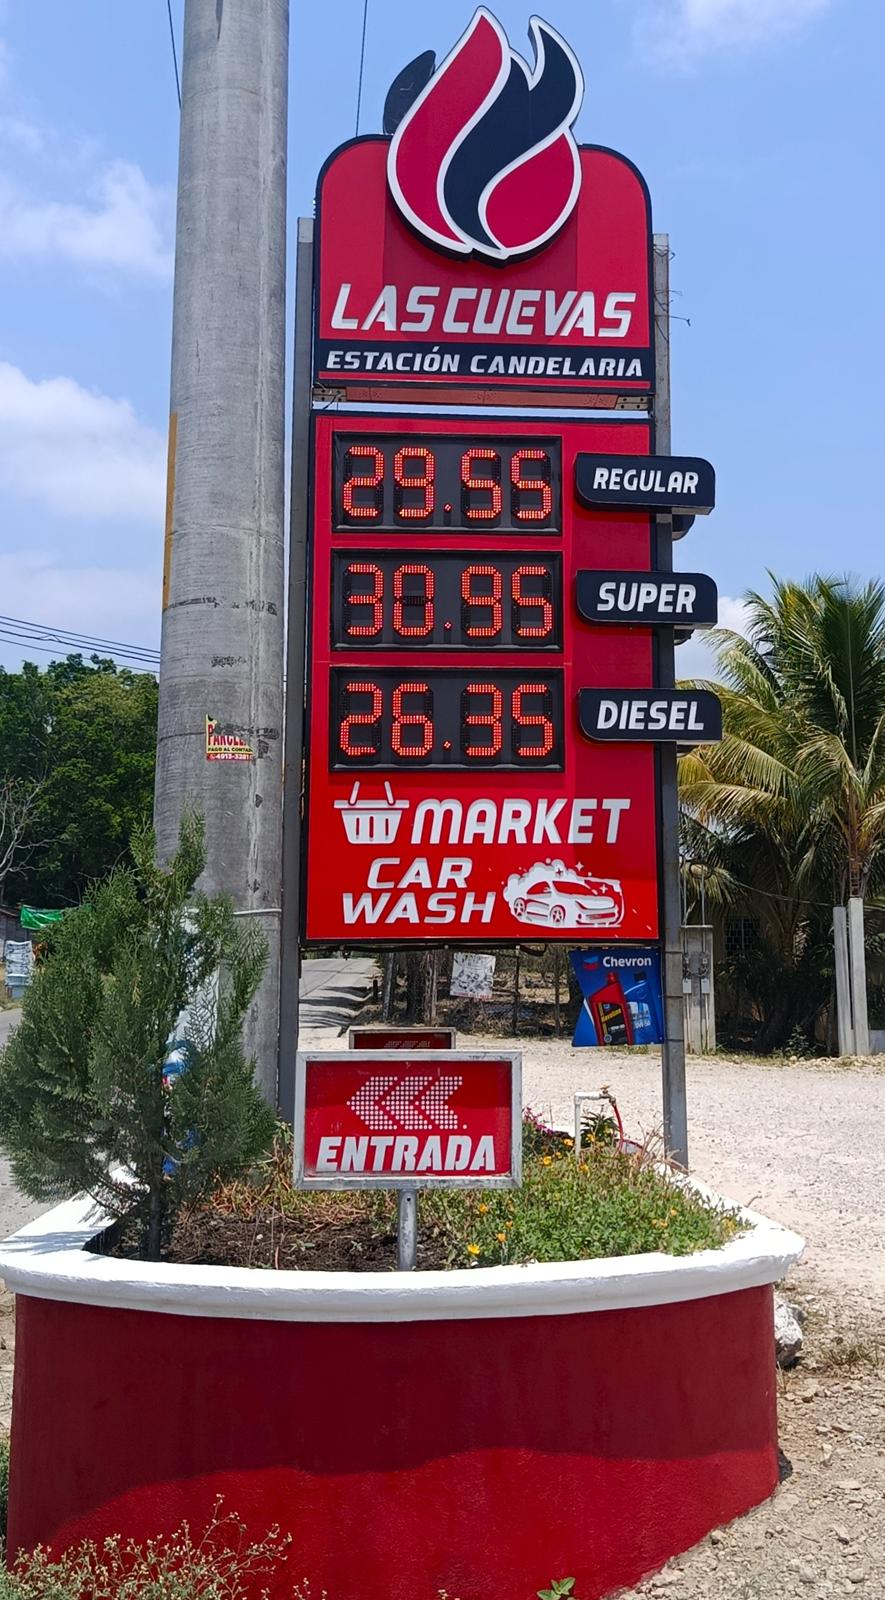 LAS CUEVAS
ESTACIÓN CANDELARIA
29.55 REGULAR
30.95 SUPER
26.35 DIESEL
MARKET
CAR
WASH
Chevron
ENTRADA